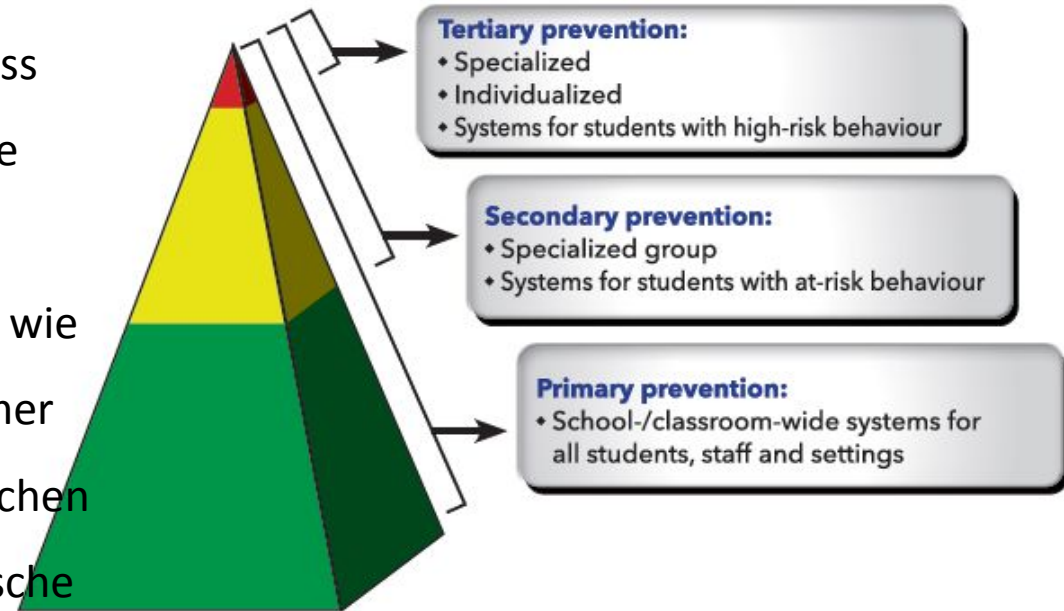 ss
e
wie
ner
chen
sche
Tertiary prevention:
• Specialized
• Individualized
• Systems for students with high-risk behaviour
Secondary prevention:
• Specialized group
• Systems for students with at-risk behaviour
Primary prevention:
• School-/classroom-wide systems for
all students, staff and settings